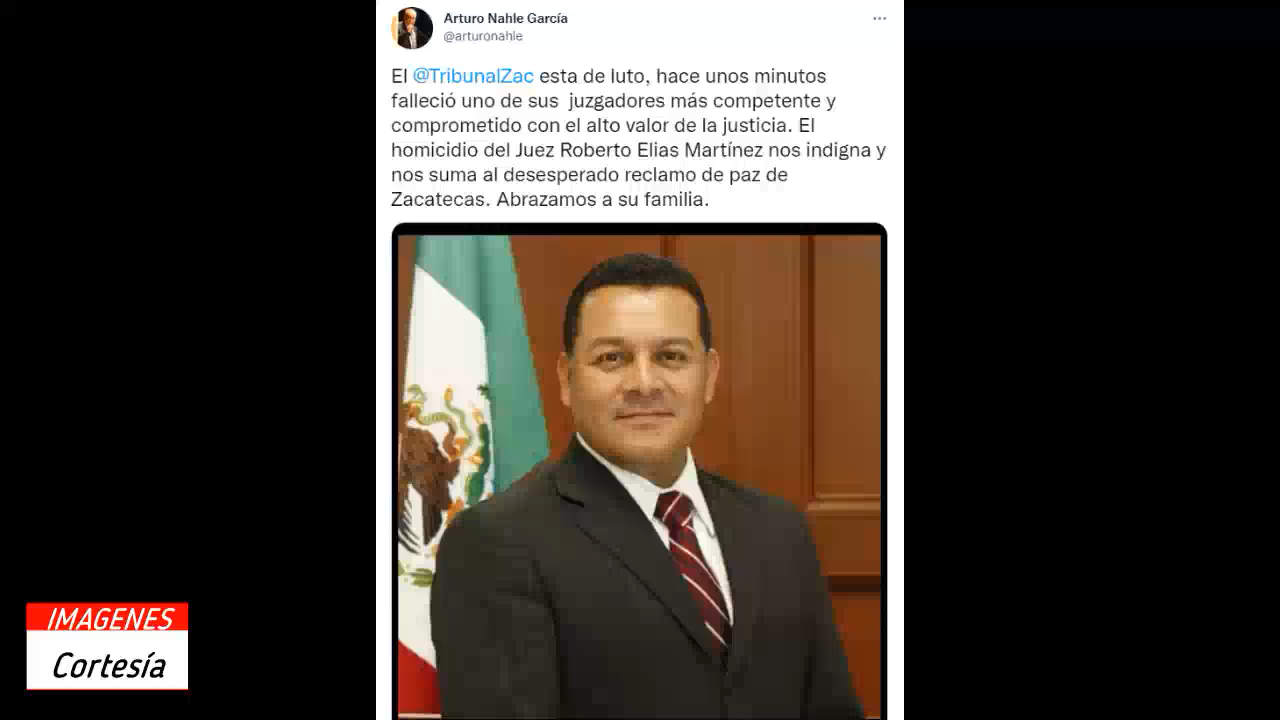 Arturo Nahle García
@arturonahle
El @TribunalZac esta de luto, hace unos minutos
falleció uno de sus juzgadores más competente y
comprometido con el alto valor de la justicia. El
homicidio del Juez Roberto Elias Martínez nos indigna y
nos suma al desesperado reclamo de paz de
Zacatecas. Abrazamos a su familia.
IMAGENES
Cortesía